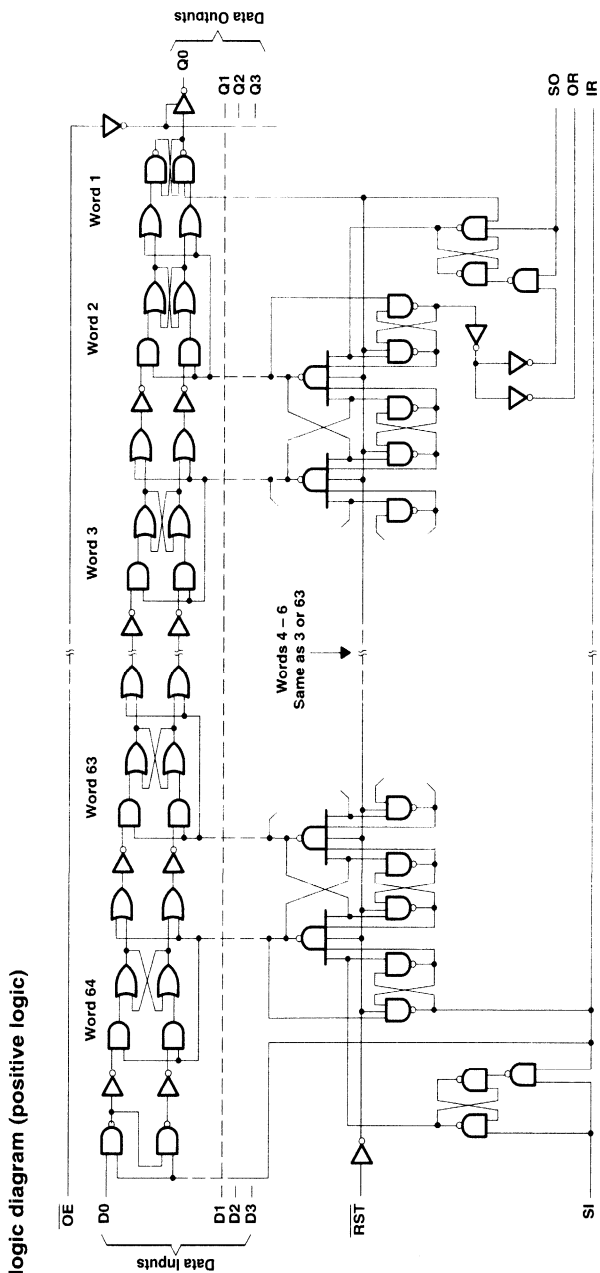 logic diagram (positive logic)
OE
D0
D1
D2
D3
Data Inputs
RST
SI
Word 64
Word 63
Word 3
Word 2
Word 1
Words 4 – 6
Same as 3 or 63
Data Outputs
Q0
Q1
Q2
Q3
SO
OR
IR